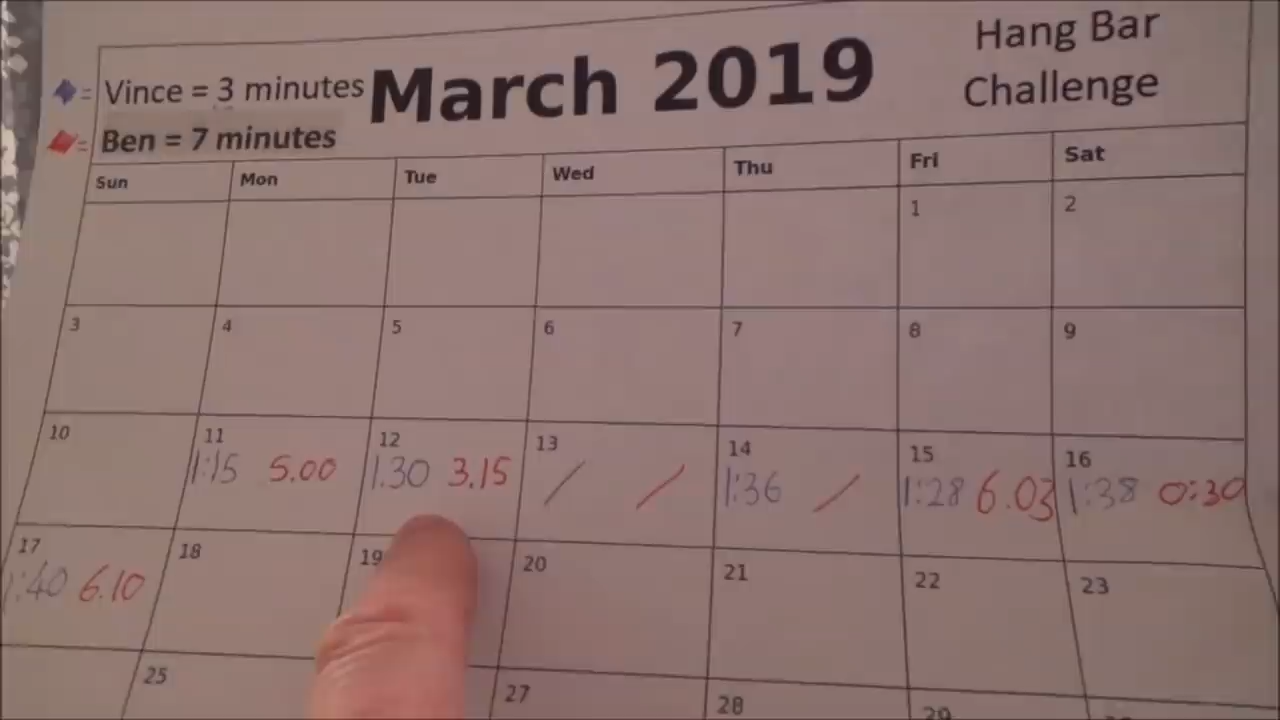 Hang Bar
Challenge
March 2019
= Vince = 3 minutes
= Ben = 7 minutes
Sun Mon Tue Wed Thu Fri Sat
1 2
3 4 5 6 7 8 9
10 11 12 13 14 15 16
1:15 5.00 1.30 3.15 / / 1:36 / 1:28 6.03 1:38 0:30
17 18 19 20 21 22 23
1:40 6.10
25 27 28 29